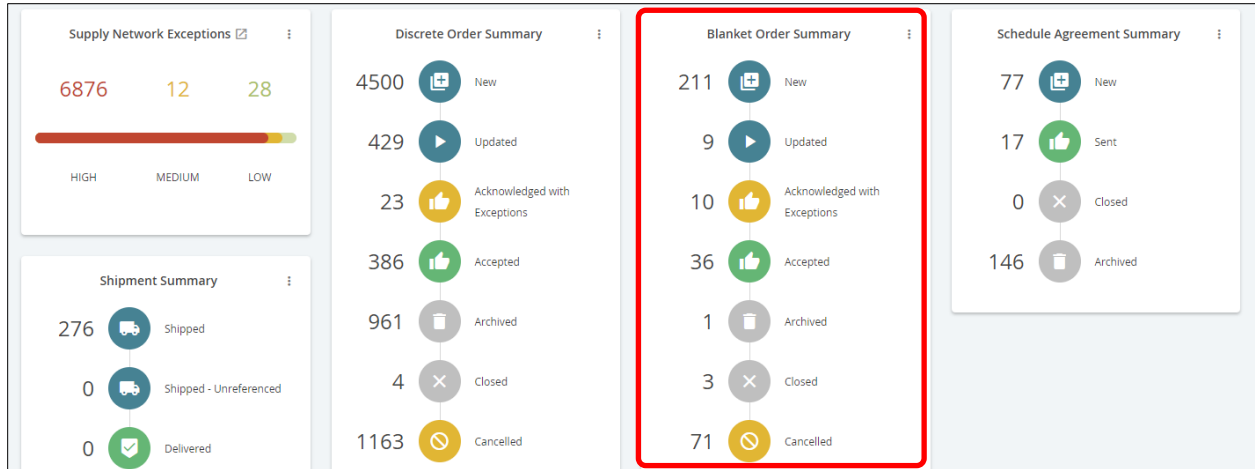 Supply Network Exceptions
6876 12 28
HIGH MEDIUM LOW
Shipment Summary
276 Shipped
0 Shipped - Unreferenced
0 Delivered
Discrete Order Summary
4500 New
429 Updated
23 Acknowledged with
Exceptions
386 Accepted
961 Archived
4 Closed
1163 Cancelled
Blanket Order Summary
211 New
9 Updated
10 Acknowledged with
Exceptions
36 Accepted
1 Archived
3 Closed
71 Cancelled
Schedule Agreement Summary
77 New
17 Sent
0 Closed
146 Archived